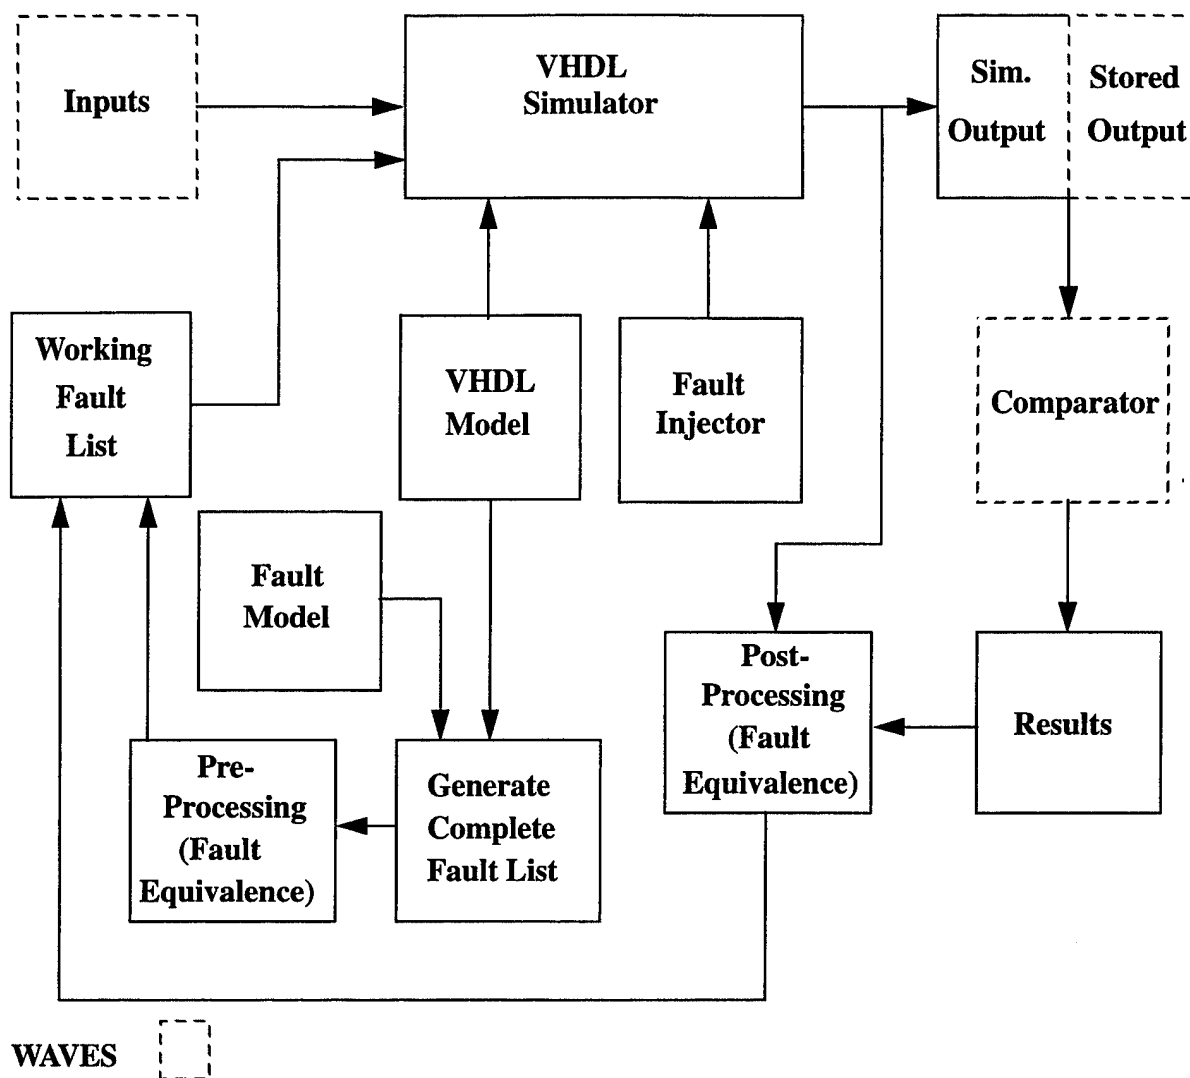 Inputs
VHDL
Simulator
Sim.
Output
Stored
Output
Working
Fault
List
VHDL
Model
Fault
Injector
Comparator
Fault
Model
Post-
Processing
(Fault
Equivalence)
Results
Pre-
Processing
(Fault
Equivalence)
Generate
Complete
Fault List
WAVES